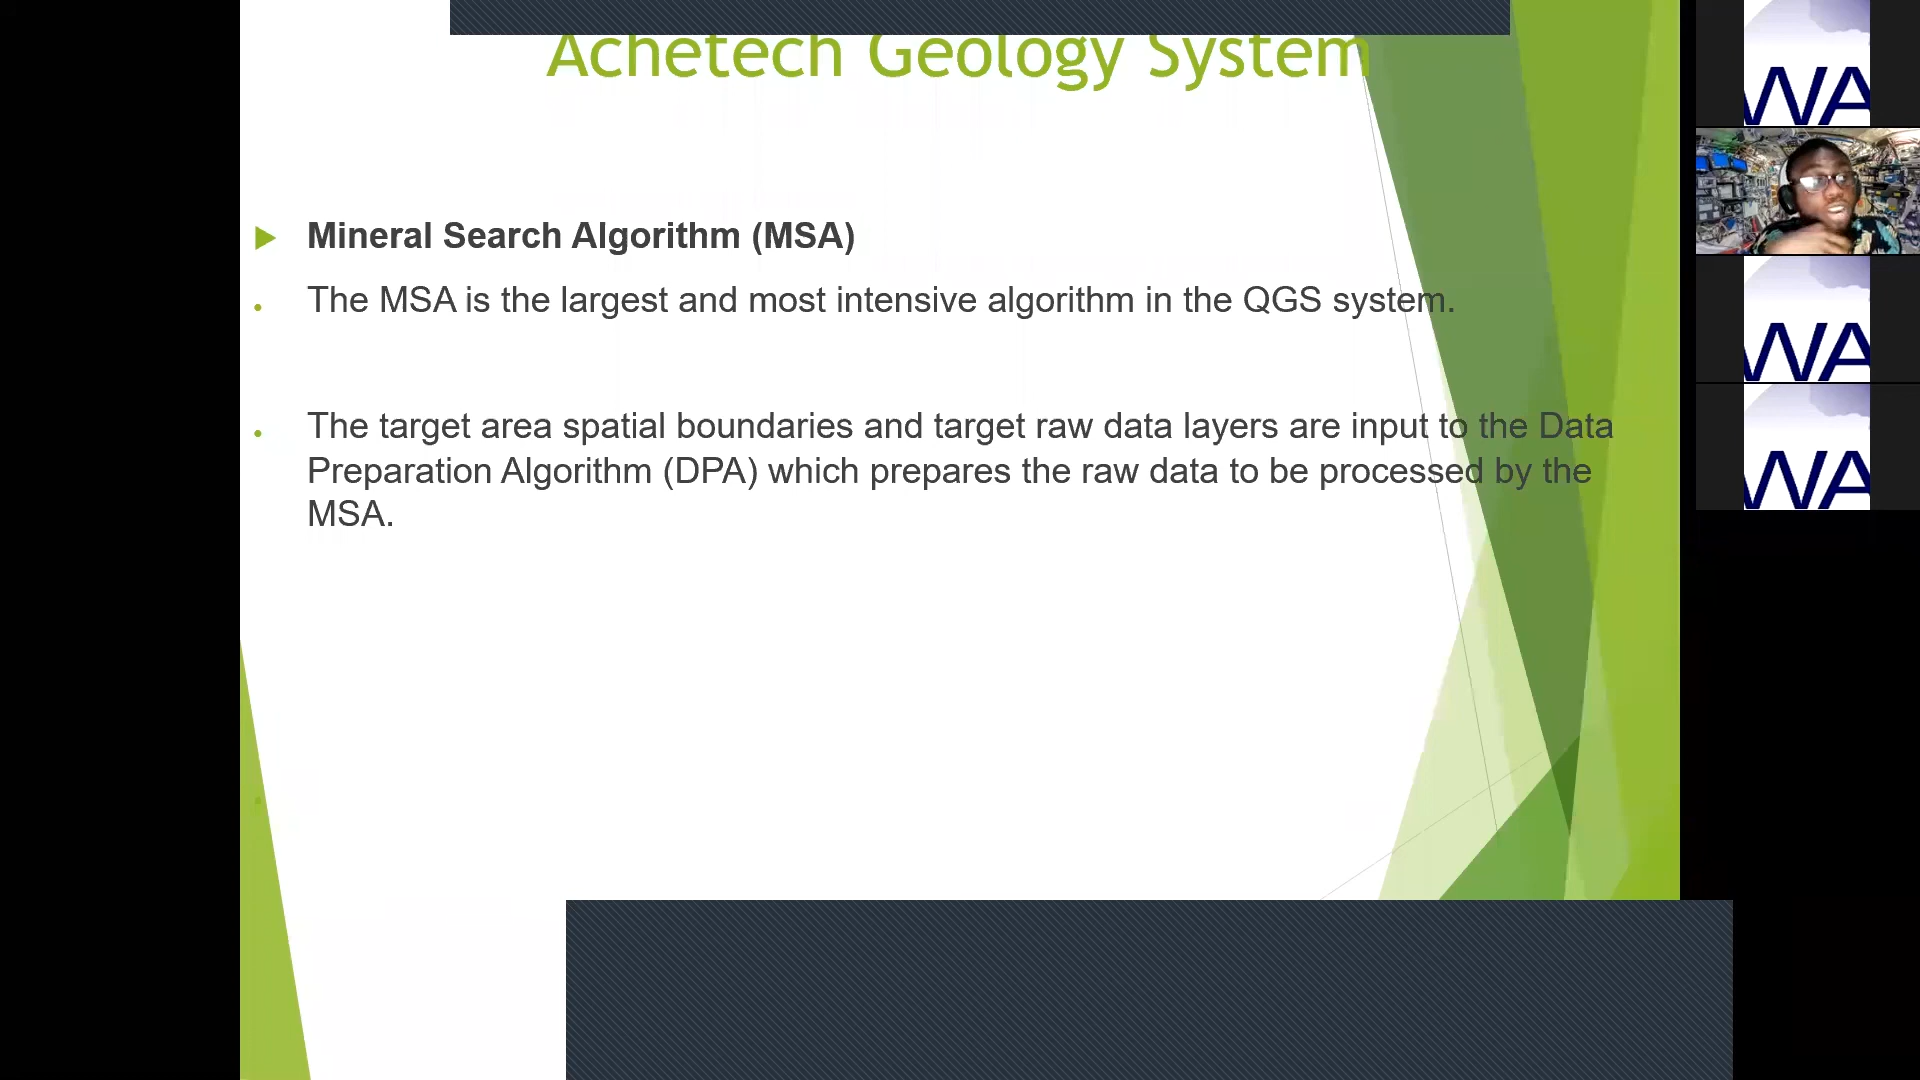 Achetech Geology System
Mineral Search Algorithm (MSA)
The MSA is the largest and most intensive algorithm in the QGS system.
The target area spatial boundaries and target raw data layers are input to the Data
Preparation Algorithm (DPA) which prepares the raw data to be processed by the
MSA.
WA
WA
WA